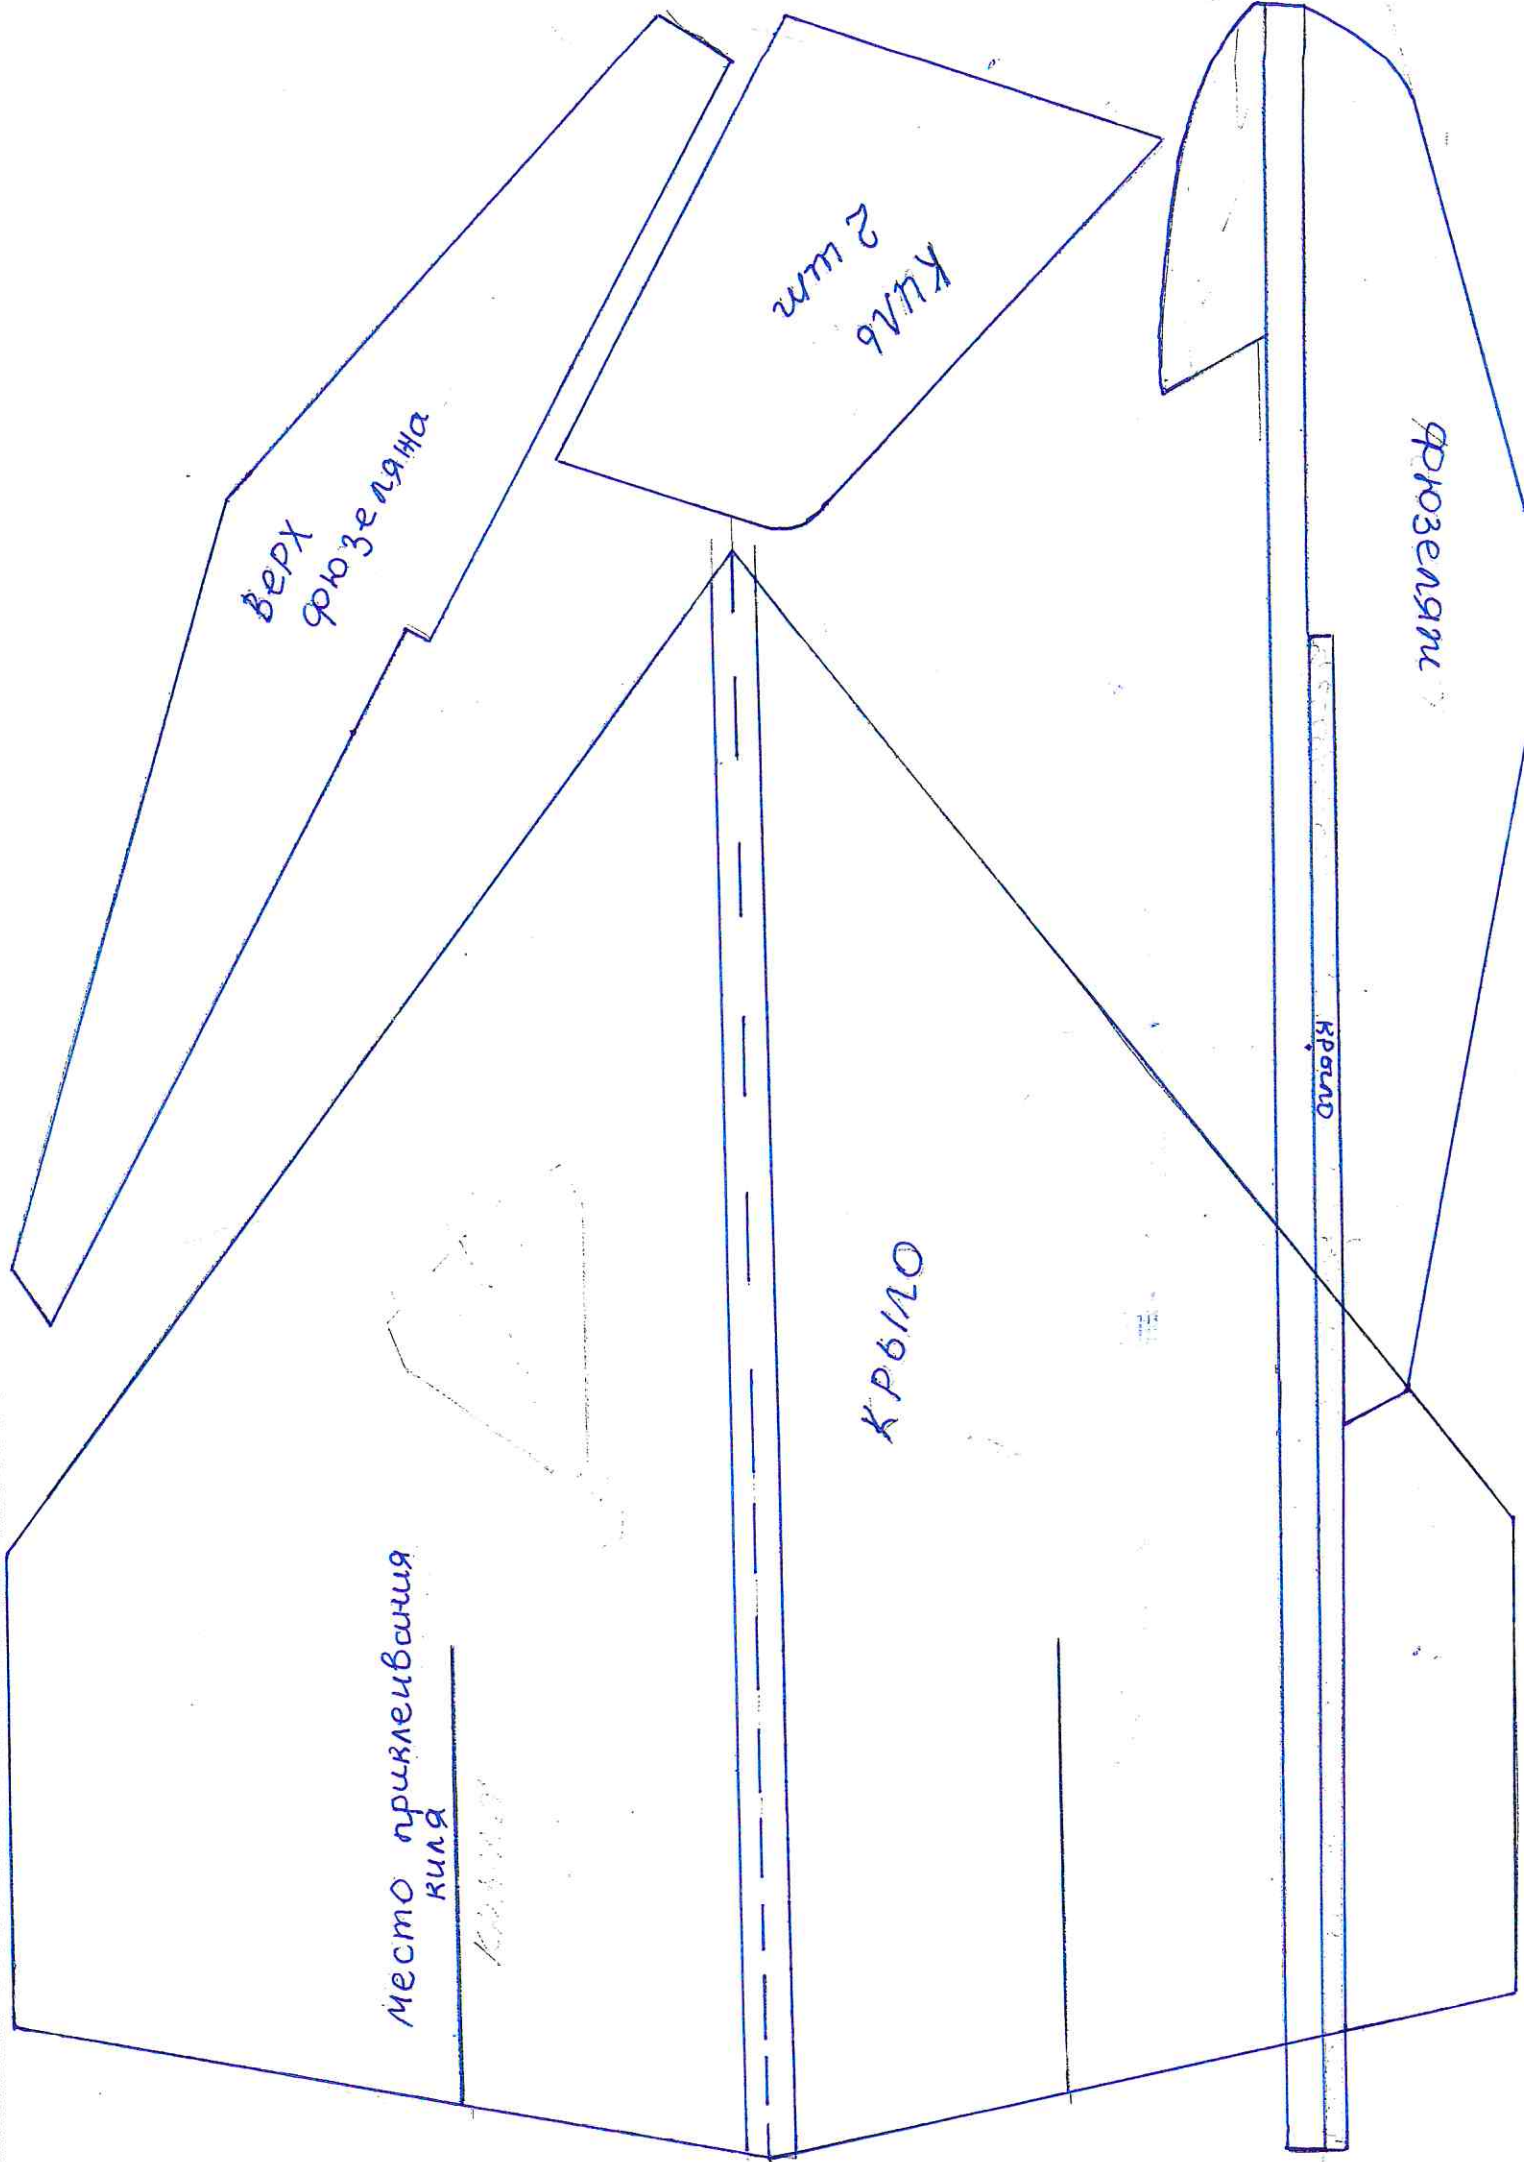 Верх
фюзеляжа
Киль
2 шт
фюзеляж
крыло
крыло
Место приклеивания
киля